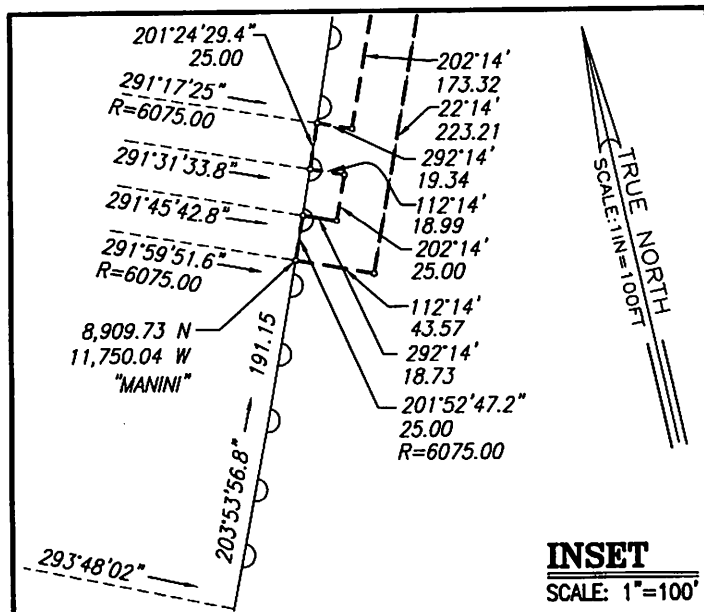 201°24'29.4"
25.00
291°17'25"
R=6075.00
291°31'33.8"
291°45'42.8"
291°59'51.6"
R=6075.00
8,909.73 N
11,750.04 W
"MANINI"
191.15
203°53'56.8"
293°48'02"
202°14'
173.32
22°14'
223.21
292°14'
19.34
112°14'
18.99
202°14'
25.00
112°14'
43.57
292°14'
18.73
201°52'47.2"
25.00
R=6075.00
TRUE NORTH
SCALE: 1IN=100FT
INSET
SCALE: 1"=100'